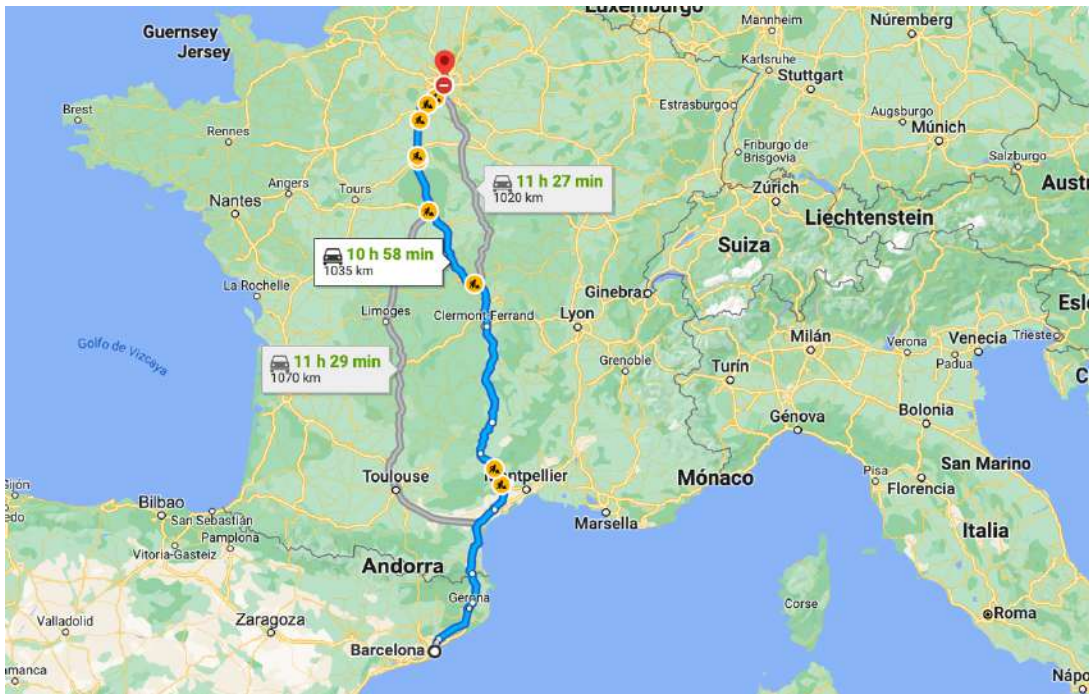 Luxemburgo
Guernsey
Jersey
Mannheim
Núremberg
Karlsruhe
Stuttgart
Brest
Rennes
Estrasburgo
Augsburgo
Múnich
Friburgo de
Brisgovia
Salzburgo
Angers
Tours
11 h 27 min
1020 km
Nantes
Zúrich
Austr
Liechtenstein
Suiza
10 h 58 min
1035 km
La Rochelle
Ginebra
Eslo
Limoges
Clermont Ferrand
Lyon
Golfo de Vizcaya
Milán
Verona
Venecia
Trieste
Padua
11 h 29 min
1070 km
Grenoble
Turín
C
Génova
Bolonia
Toulouse
Montpellier
Mónaco
Pisa
San Marino
Florencia
Gijón
edo
Bilbao
San Sebastián
Marsella
Vitoria-Gasteiz
Pamplona
Italia
Andorra
Gerona
Corse
Valladolid
Zaragoza
Roma
Barcelona
amanca
Nápo